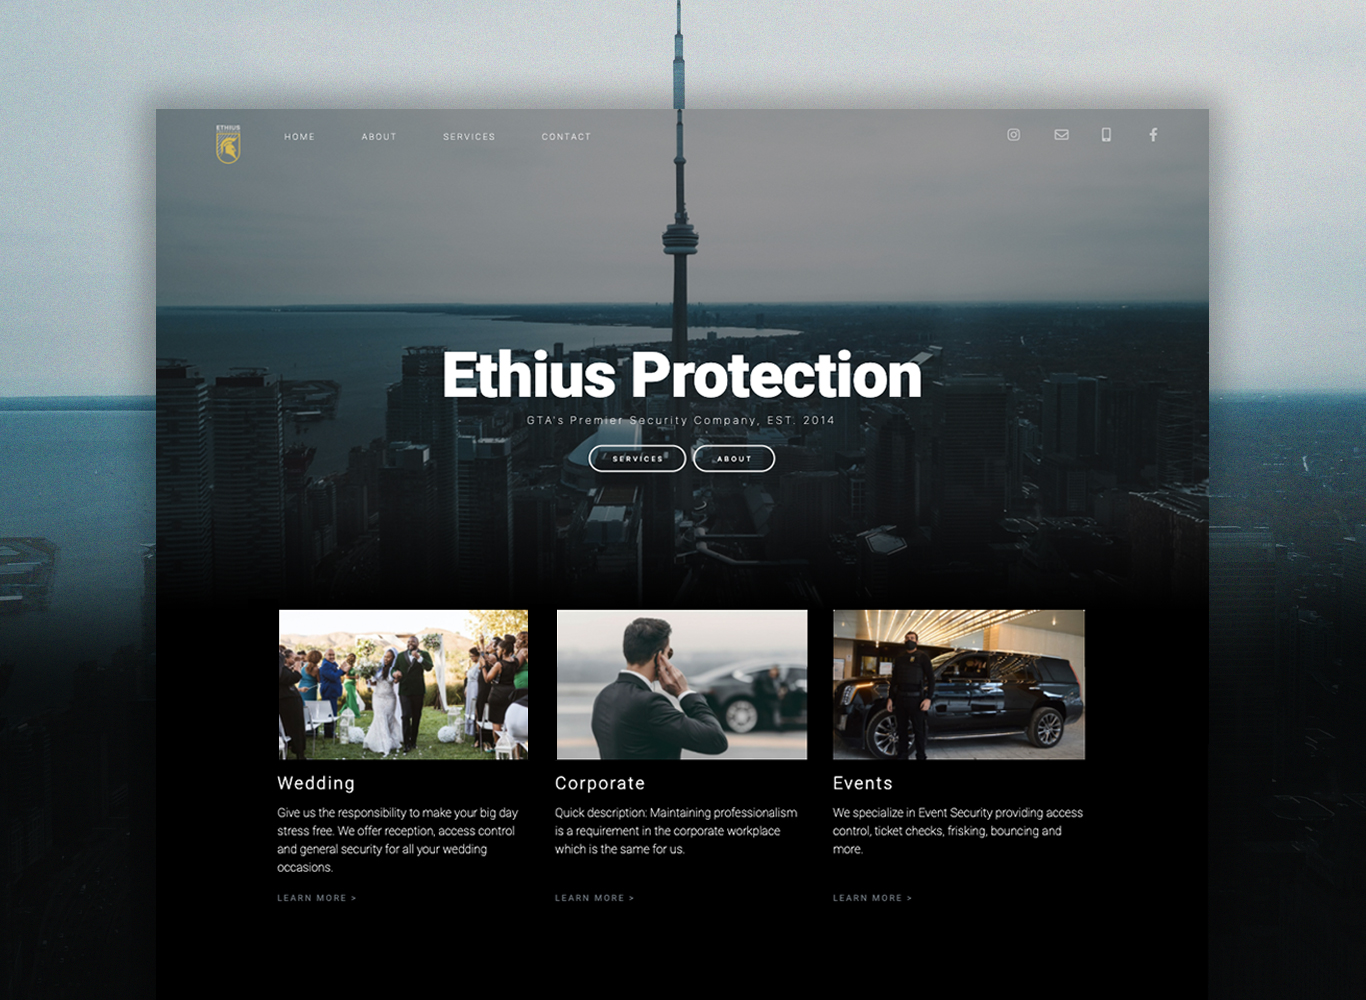 ETHIUS
HOME ABOUT SERVICES CONTACT
Ethius Protection
GTA's Premier Security Company, EST. 2014
SERVICES ABOUT
Wedding
Give us the responsibility to make your big day
stress free. We offer reception, access control
and general security for all your wedding
occasions.
LEARN MORE >
Corporate
Quick description: Maintaining professionalism
is a requirement in the corporate workplace
which is the same for us.
LEARN MORE >
Events
We specialize in Event Security providing access
control, ticket checks, frisking, bouncing and
more.
LEARN MORE >